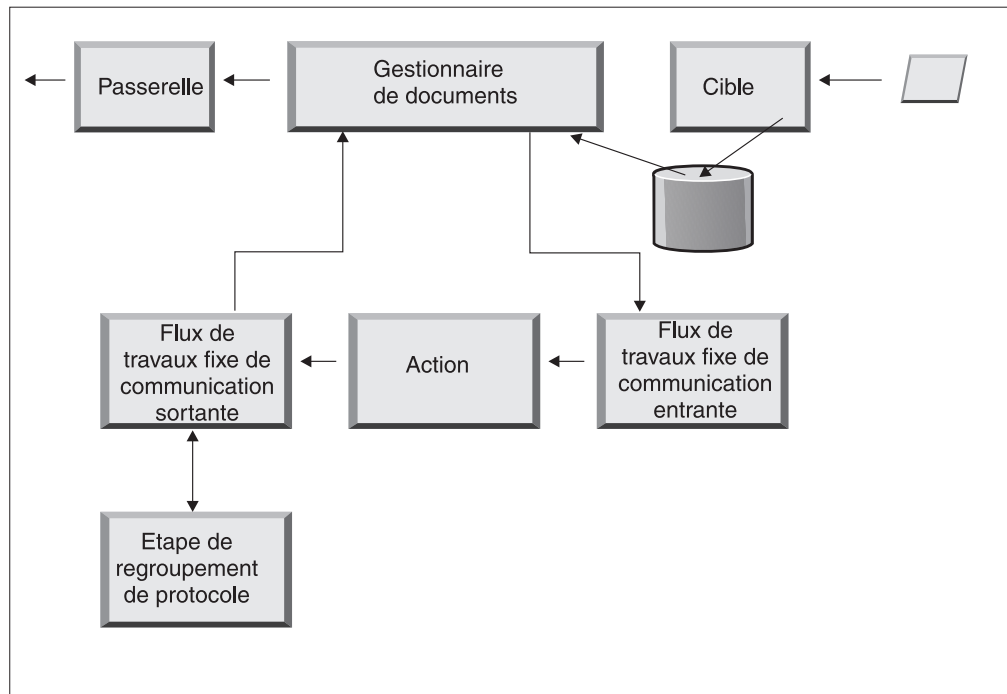 Passerelle
Gestionnaire
de documents
Cible
Flux de
travaux fixe de
communication
sortante
Action
Flux de
travaux fixe de
communication
entrante
Etape de
regroupement
de protocole